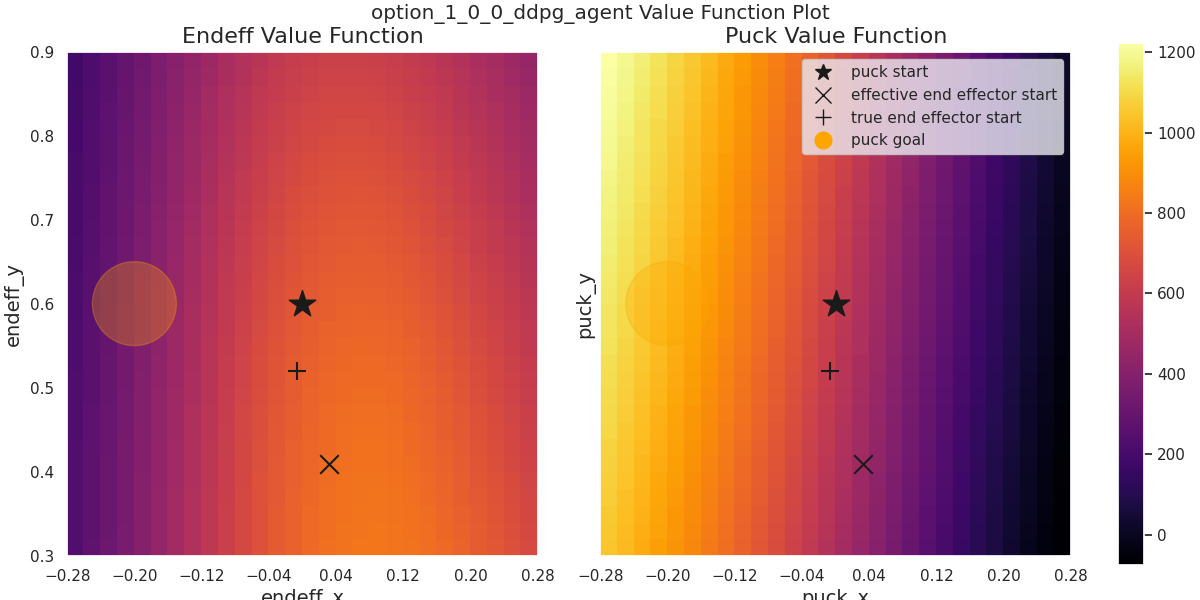 option_1_0_0_ddpg_agent Value Function Plot
Endeff Value Function
Puck Value Function
0.9
0.8
0.7
0.6
0.5
0.4
0.3
endeff_y
−0.28 −0.20 −0.12 −0.04 0.04 0.12 0.20 0.28
endeff_x
puck_y
puck start
effective end effector start
true end effector start
puck goal
−0.28 −0.20 −0.12 −0.04 0.04 0.12 0.20 0.28
puck_x
1200
1000
800
600
400
200
0